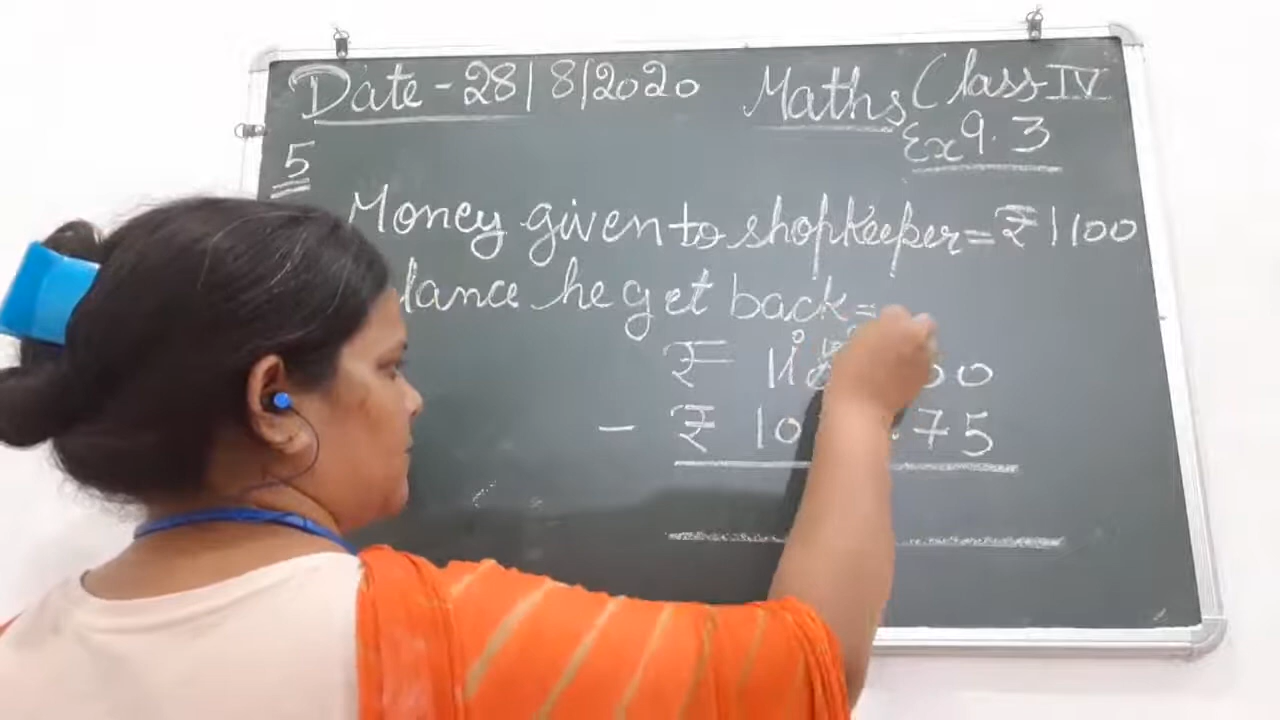 Date - 28/8/2020 Maths Class IV
Ex 9.3
5
Money given to shopkeeper = ₹1100
lance he get back =
₹ 11 00
- ₹ 10 .75